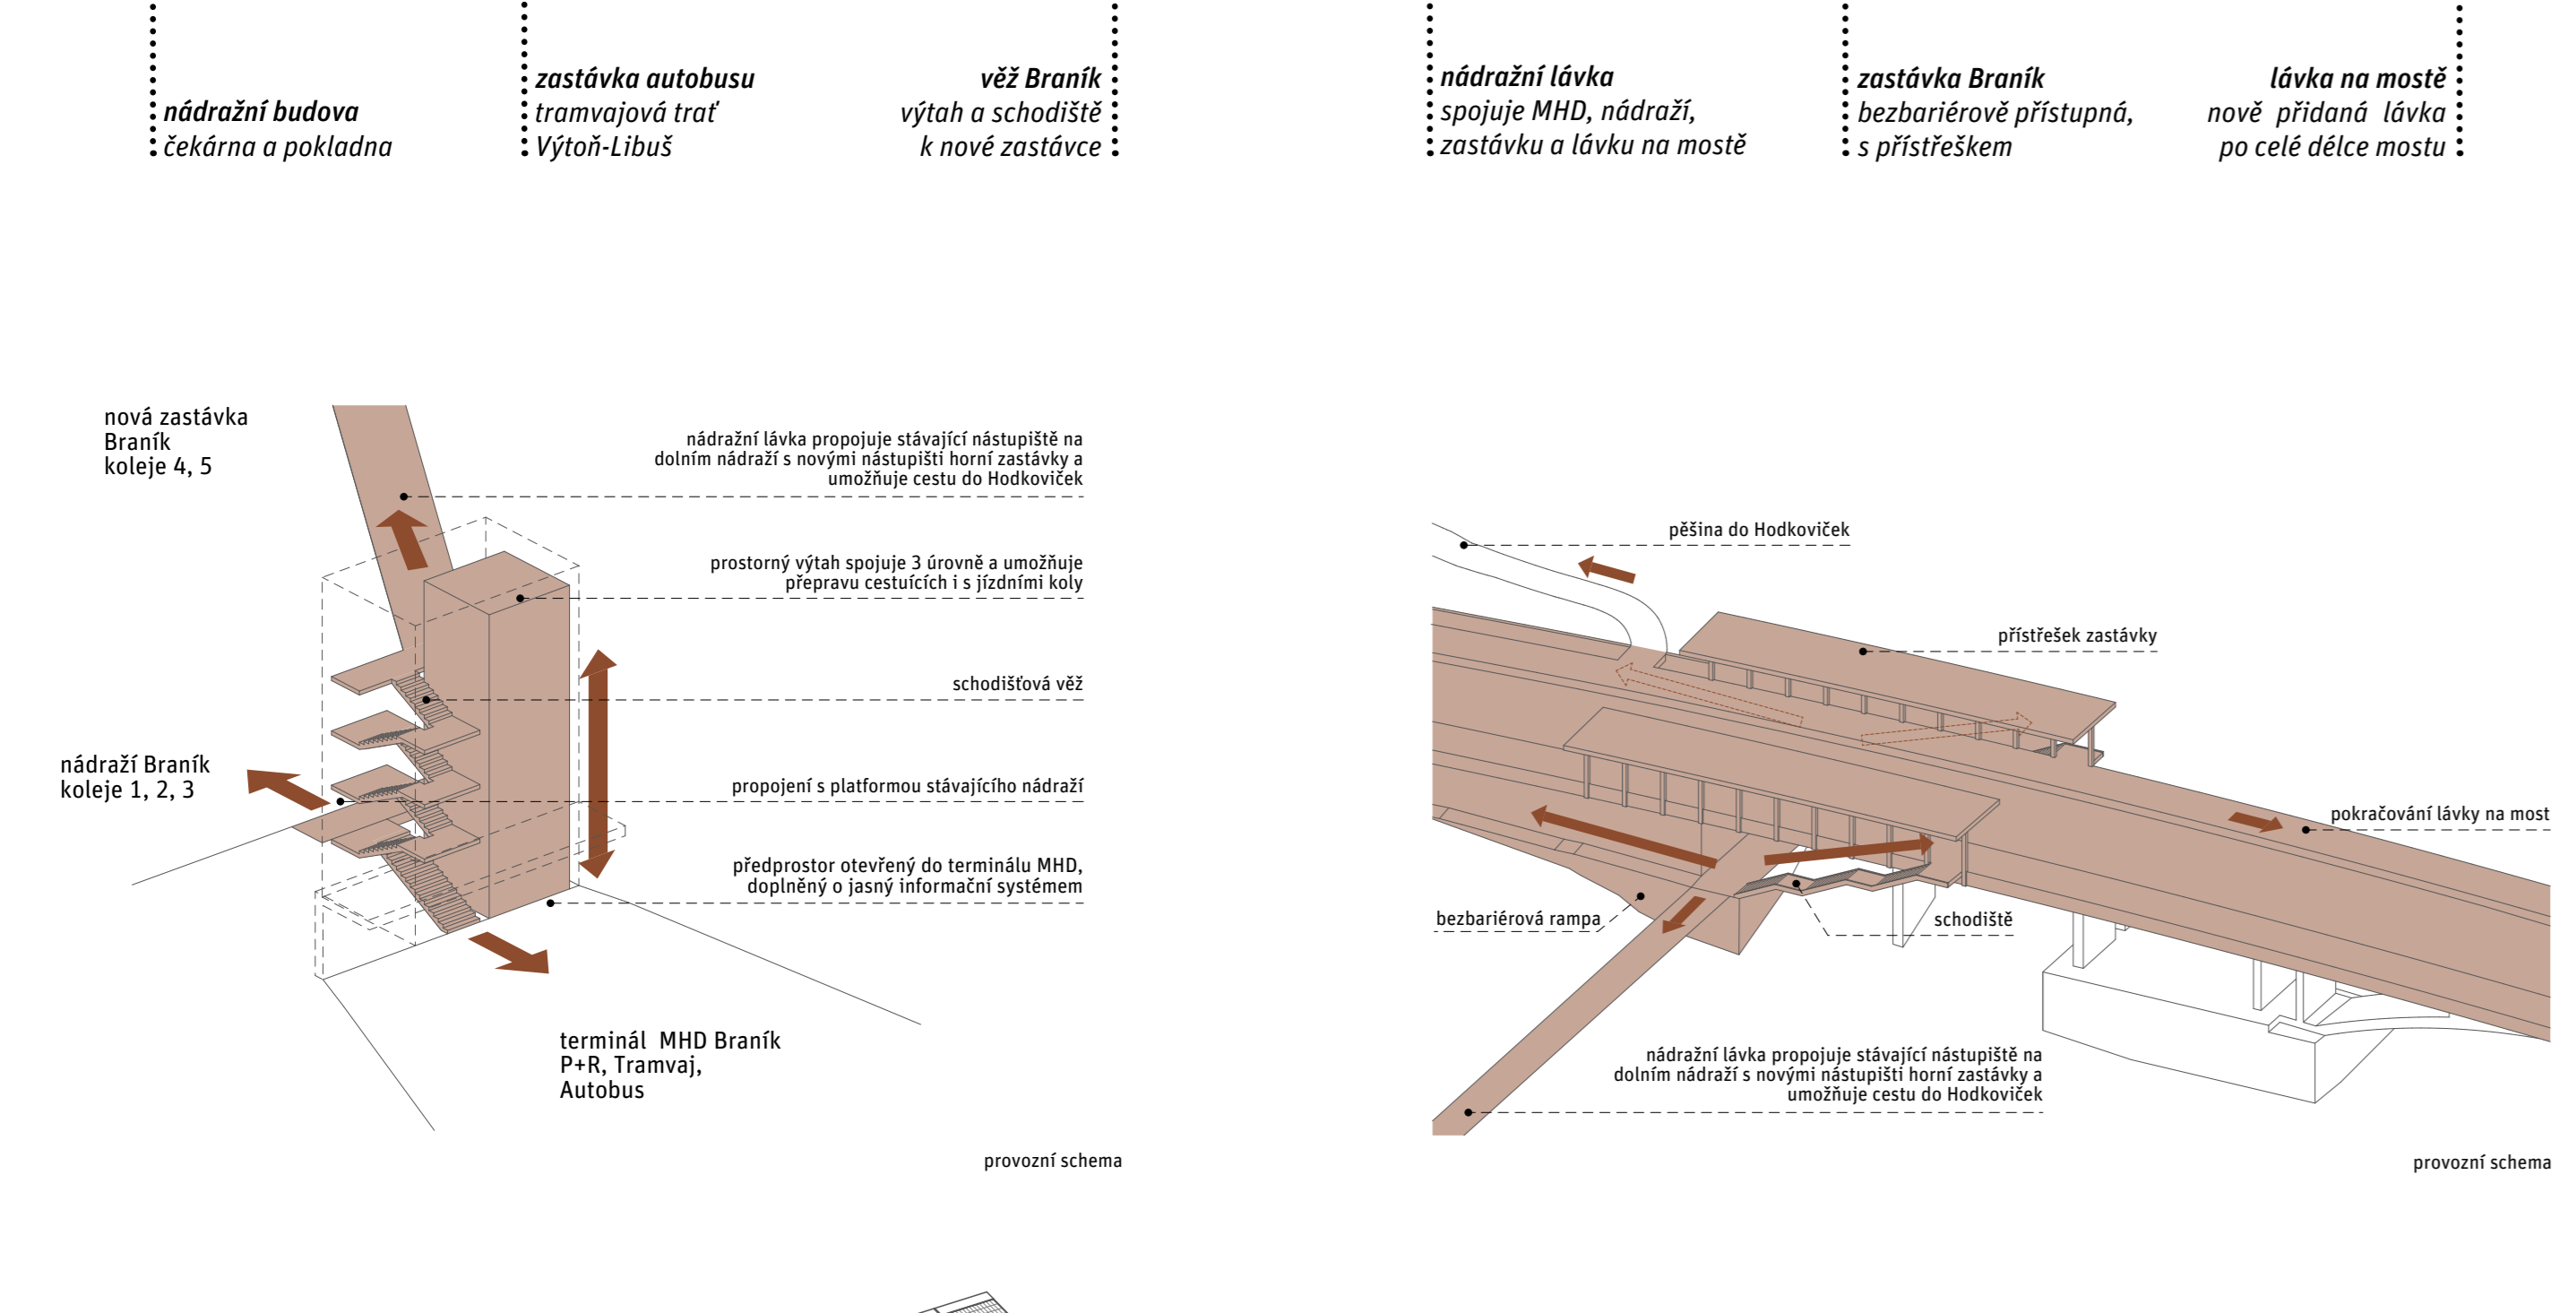 nádražní budova
čekárna a pokladna
zastávka autobusu
tramvajová trať
Výtoň-Libuš
věž Braník
výtah a schodiště
k nové zastávce
nádražní lávka
spojuje MHD, nádraží,
zastávku a lávku na mostě
zastávka Braník
bezbariérově přístupná,
s přístřeškem
lávka na mostě
nově přidaná lávka
po celé délce mostu
nová zastávka
Braník
koleje 4, 5
nádražní lávka propojuje stávající nástupiště na
dolním nádraží s novými nástupišti horní zastávky a
umožňuje cestu do Hodkoviček
prostorný výtah spojuje 3 úrovně a umožňuje
přepravu cestuících i s jízdními koly
schodišťová věž
nádraží Braník
koleje 1, 2, 3
propojení s platformou stávajícího nádraží
předprostor otevřený do terminálu MHD,
doplněný o jasný informační systémem
terminál MHD Braník
P+R, Tramvaj,
Autobus
provozní schema
pěšina do Hodkoviček
přístřešek zastávky
pokračování lávky na most
bezbariérová rampa
schodiště
nádražní lávka propojuje stávající nástupiště na
dolním nádraží s novými nástupišti horní zastávky a
umožňuje cestu do Hodkoviček
provozní schema